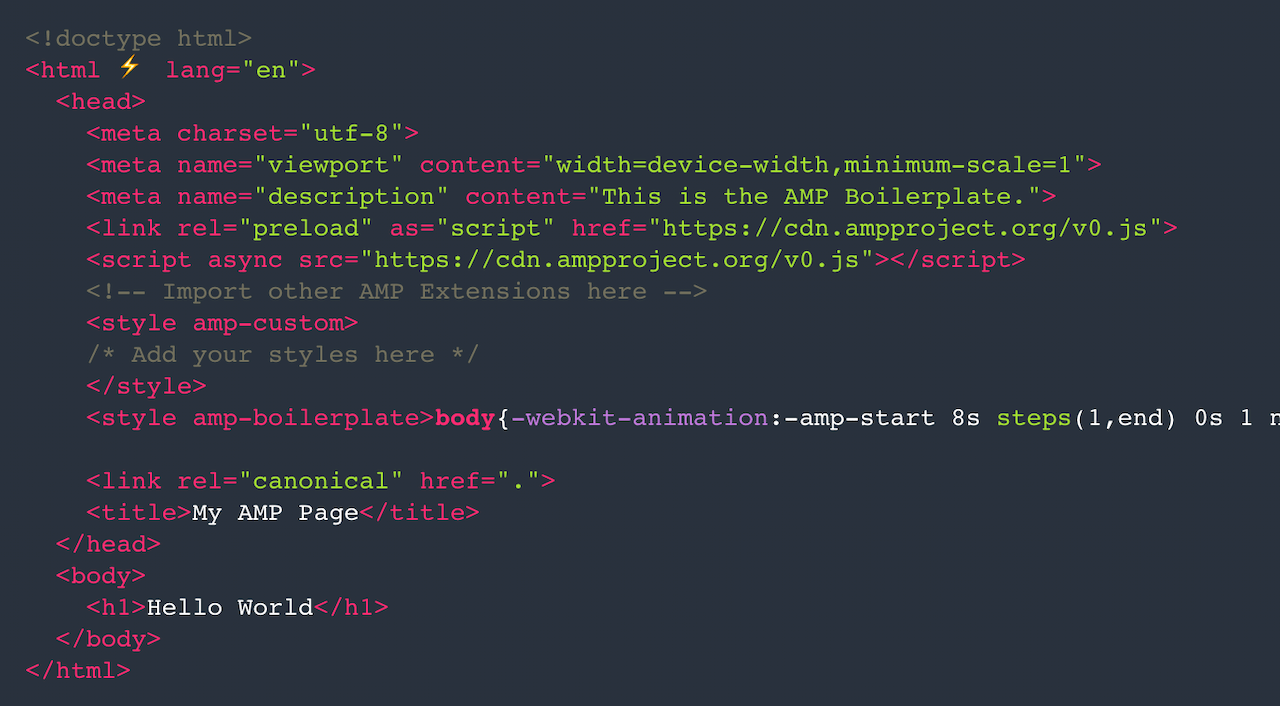 <!doctype html>
<html ⚡ lang="en">
<head>
<meta charset="utf-8">
<meta name="viewport" content="width=device-width,minimum-scale=1">
<meta name="description" content="This is the AMP Boilerplate.">
<link rel="preload" as="script" href="https://cdn.ampproject.org/v0.js">
<script async src="https://cdn.ampproject.org/v0.js"></script>
<!-- Import other AMP Extensions here -->
<style amp-custom>
/* Add your styles here */
</style>
<style amp-boilerplate>body{-webkit-animation:-amp-start 8s steps(1,end) 0s 1 n
<link rel="canonical" href=".">
<title>My AMP Page</title>
</head>
<body>
<h1>Hello World</h1>
</body>
</html>